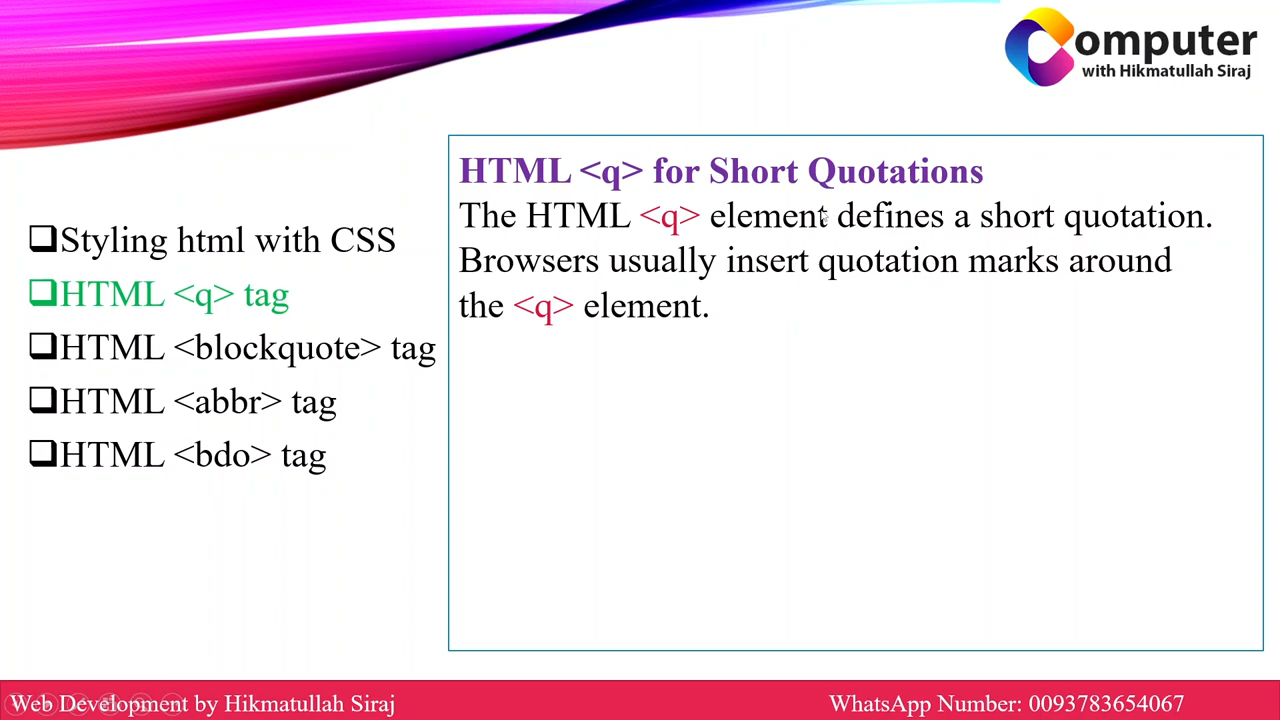 Computer
with Hikmatullah Siraj
Styling html with CSS
HTML <q> tag
HTML <blockquote> tag
HTML <abbr> tag
HTML <bdo> tag
HTML <q> for Short Quotations
The HTML <q> element defines a short quotation.
Browsers usually insert quotation marks around
the <q> element.
Web Development by Hikmatullah Siraj
WhatsApp Number: 0093783654067